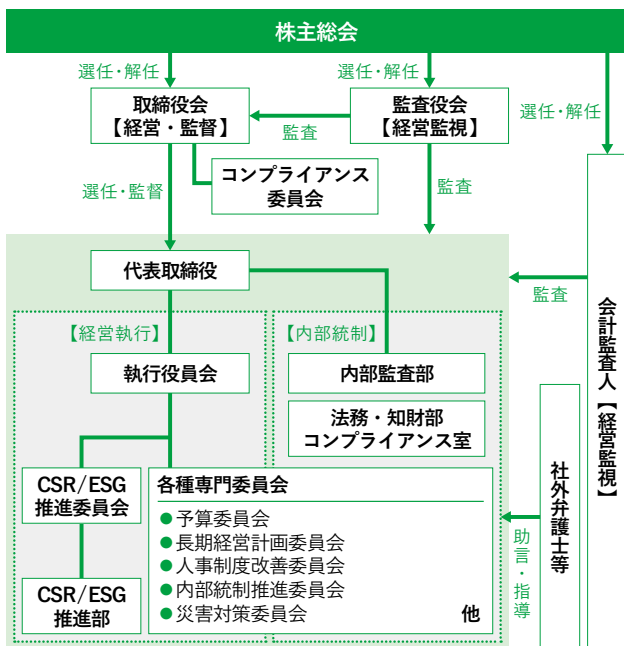 株主総会
選任・解任
選任・解任
選任・解任
取締役会
【経営・監督】
監査
監査役会
【経営監視】
選任・監督
コンプライアンス
委員会
監査
代表取締役
監査
【経営執行】
【内部統制】
執行役員会
内部監査部
法務・知財部
コンプライアンス室
CSR/ESG
推進委員会
各種専門委員会
●予算委員会
●長期経営計画委員会
●人事制度改善委員会
●内部統制推進委員会
●災害対策委員会
他
CSR/ESG
推進部
助言・指導
社外弁護士等
会計監査人【経営監視】